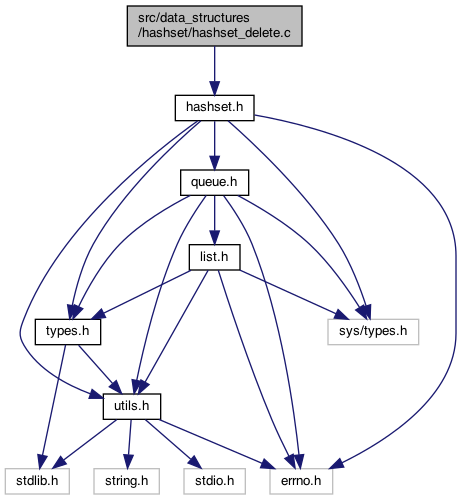 src/data_structures
/hashset/hashset_delete.c
hashset.h
queue.h
list.h
types.h
sys/types.h
utils.h
stdlib.h
string.h
stdio.h
errno.h